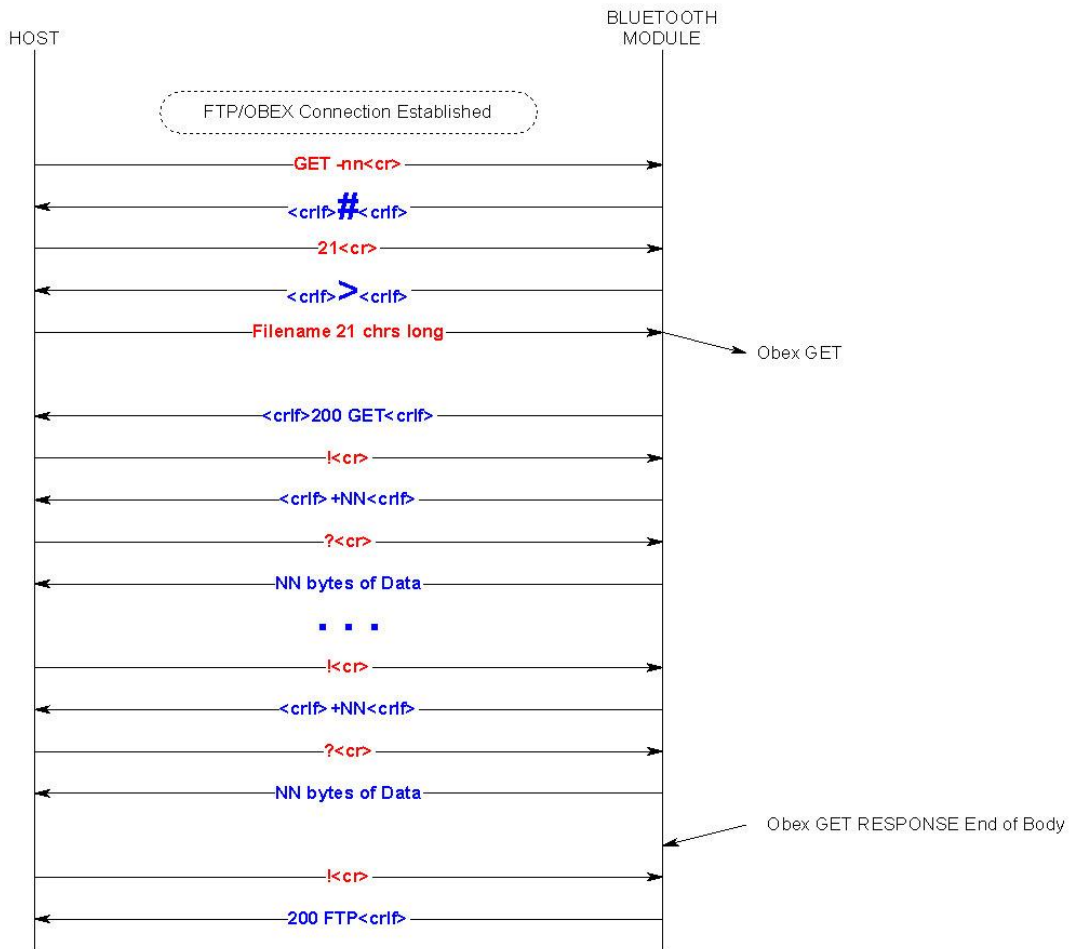 HOST
BLUETOOTH
MODULE
FTP/OBEX Connection Established
GET -nn<cr>
<crlf>#<crlf>
21<cr>
<crlf>><crlf>
Filename 21 chrs long
Obex GET
<crlf>200 GET<crlf>
!<cr>
<crlf>+NN<crlf>
?<cr>
NN bytes of Data
. . .
!<cr>
<crlf>+NN<crlf>
?<cr>
NN bytes of Data
Obex GET RESPONSE End of Body
!<cr>
200 FTP<crlf>